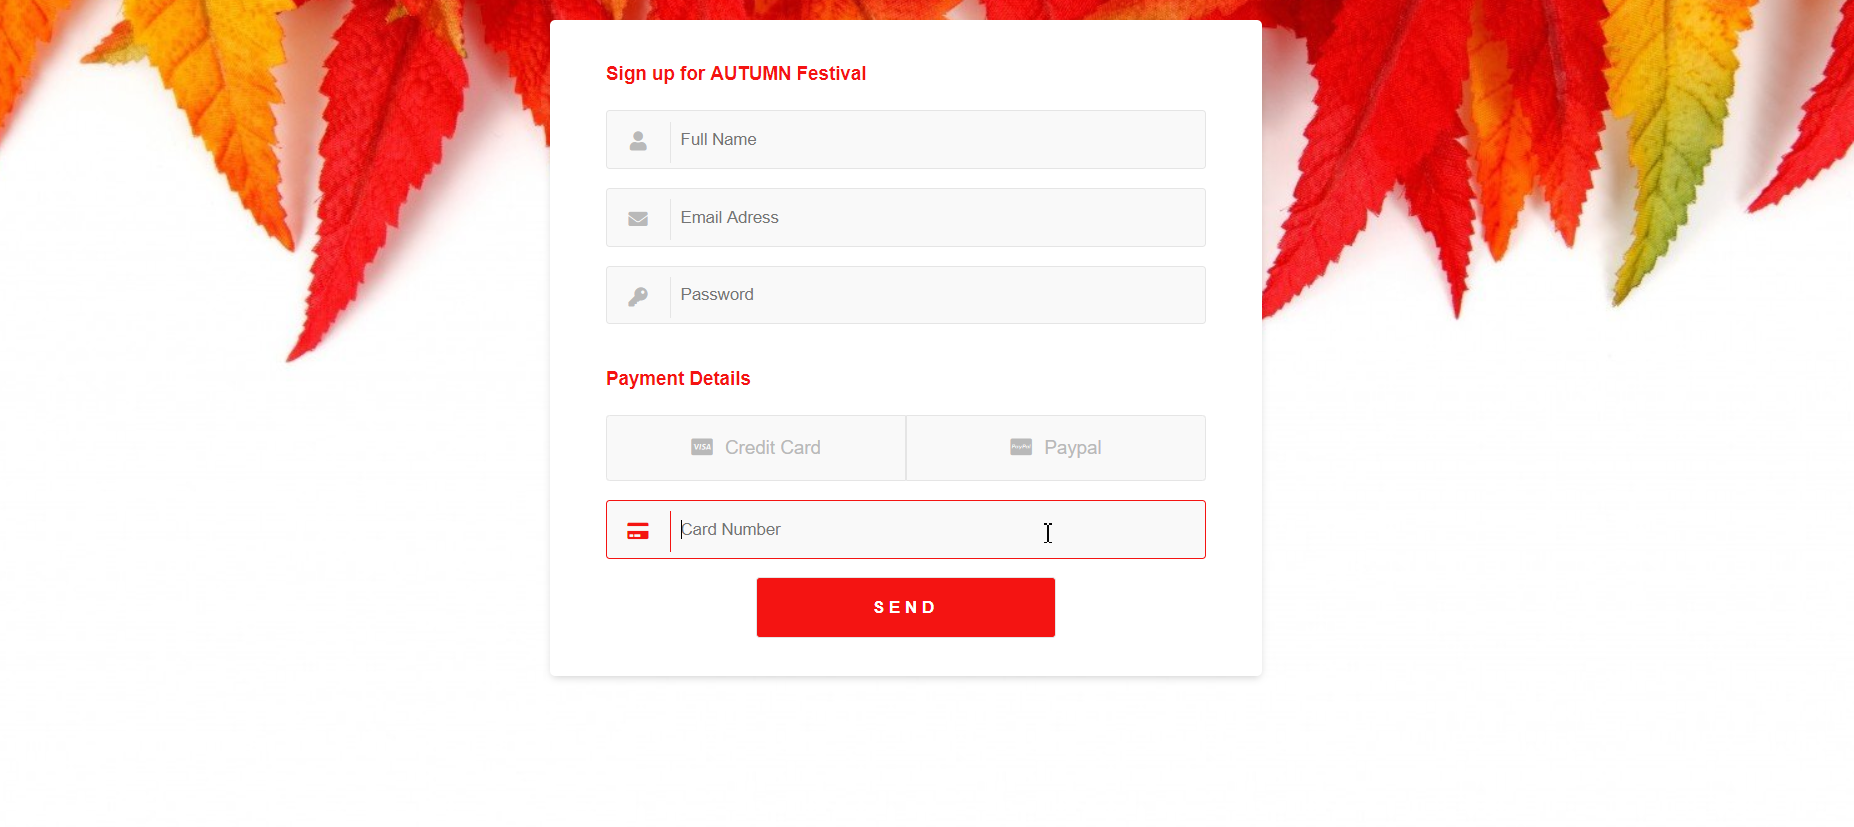 Sign up for AUTUMN Festival
Full Name
Email Adress
Password
Payment Details
VISA Credit Card
PayPal Paypal
Card Number
SEND